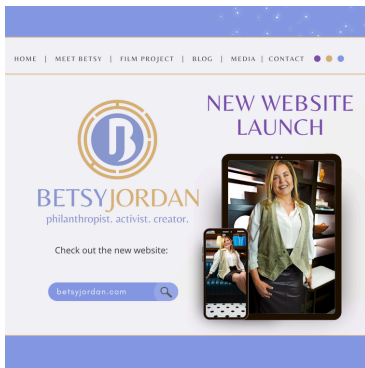 HOME | MEET BETSY | FILM PROJECT | BLOG | MEDIA | CONTACT
NEW WEBSITE
LAUNCH
BETSYJORDAN
philanthropist. activist. creator.
Check out the new website:
betsyjordan.com